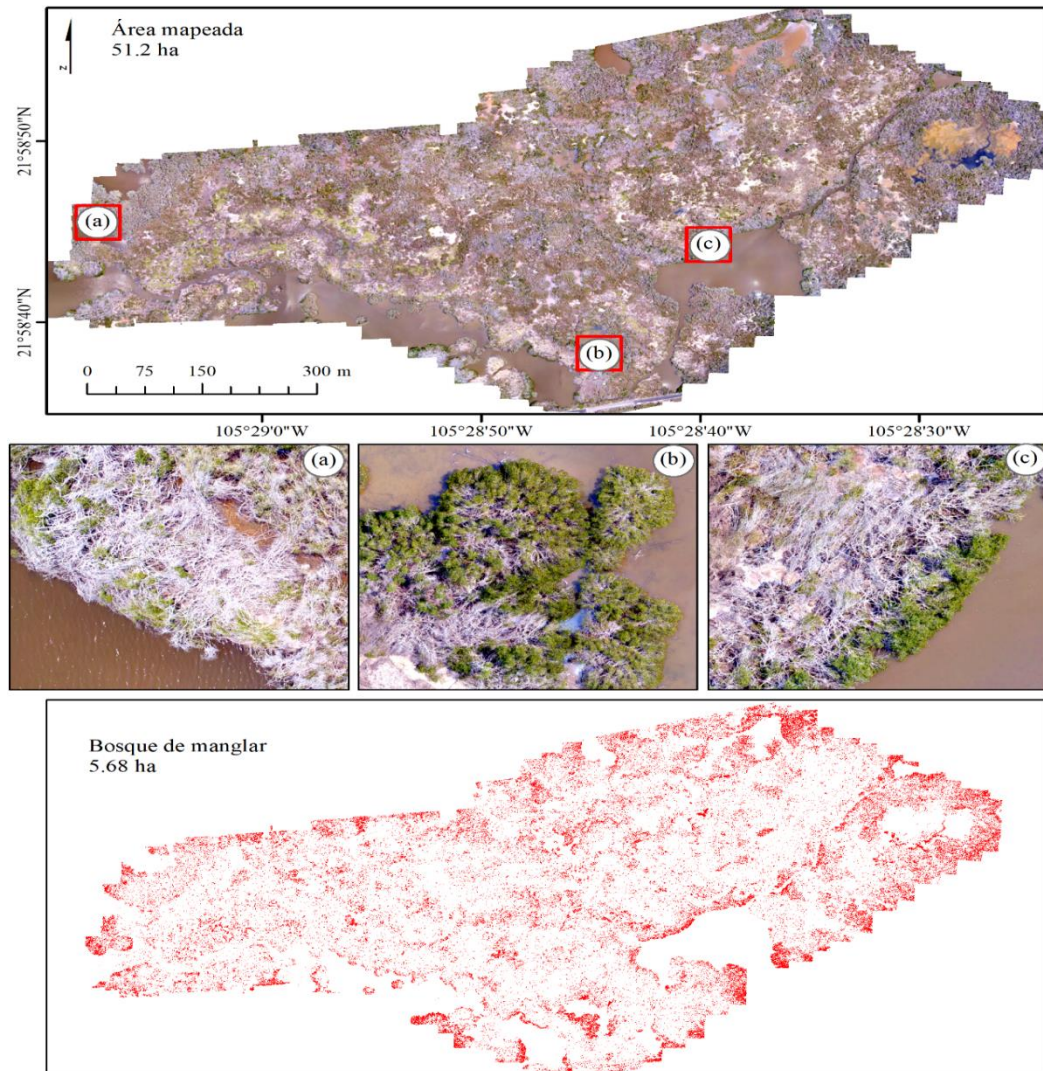 Área mapeada
51.2 ha
z
21°58'50"N
21°58'40"N
(a)
(c)
(b)
0 75 150 300 m
105°29'0"W 105°28'50"W 105°28'40"W 105°28'30"W
(a) (b) (c)
Bosque de manglar
5.68 ha